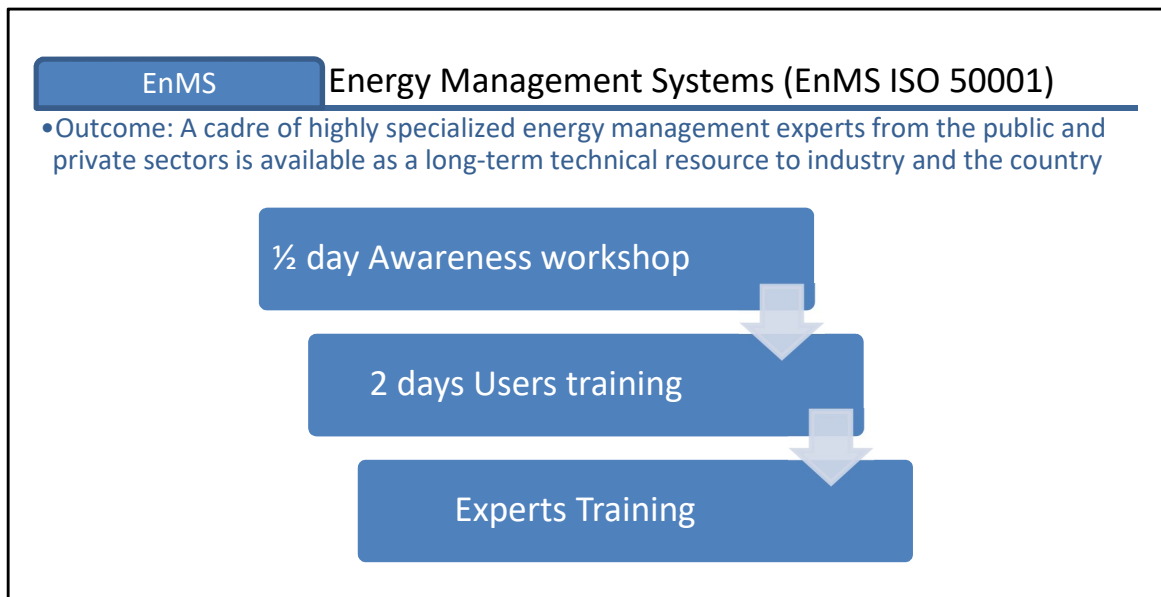 EnMS
Energy Management Systems (EnMS ISO 50001)
•Outcome: A cadre of highly specialized energy management experts from the public and
private sectors is available as a long-term technical resource to industry and the country
½ day Awareness workshop
2 days Users training
Experts Training